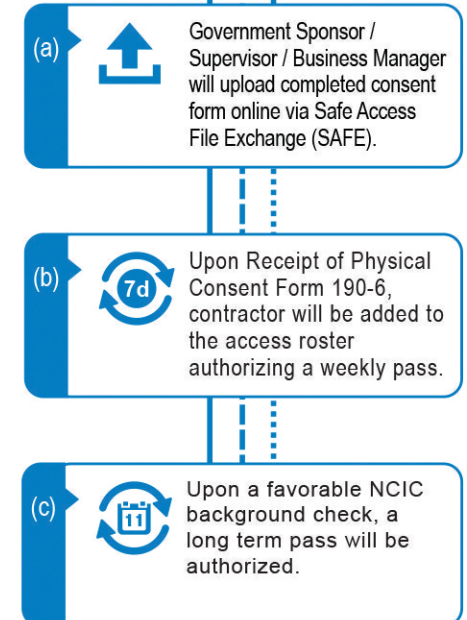 (a)
Government Sponsor /
Supervisor / Business Manager
will upload completed consent
form online via Safe Access
File Exchange (SAFE).
(b)
7d
Upon Receipt of Physical
Consent Form 190-6,
contractor will be added to
the access roster
authorizing a weekly pass.
(c)
11
Upon a favorable NCIC
background check, a
long term pass will be
authorized.